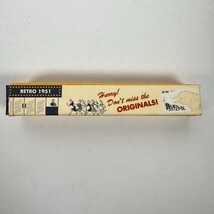 RETRO 1951
Hurry!
Don't miss the
ORIGINALS!